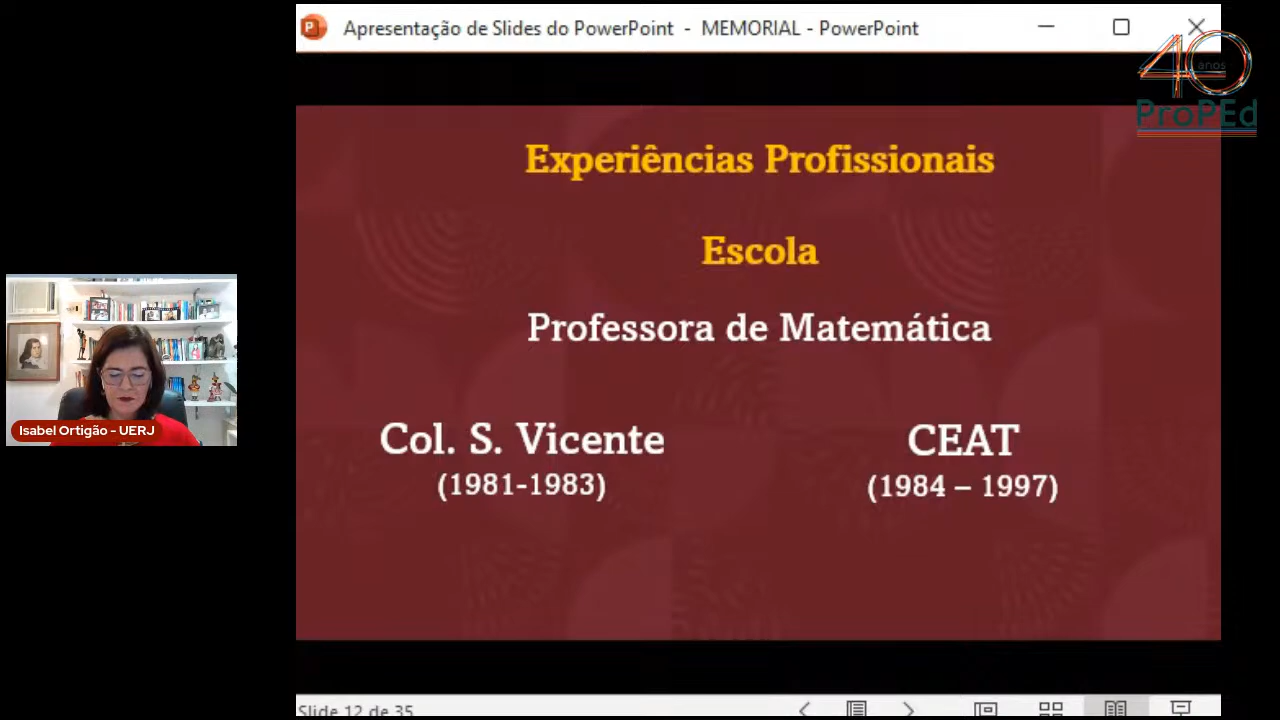 Apresentação de Slides do PowerPoint - MEMORIAL - PowerPoint
40
anos
ProPEd
Experiências Profissionais
Escola
Professora de Matemática
Col. S. Vicente
(1981-1983)
CEAT
(1984 – 1997)
Isabel Ortigão - UERJ
Slide 12 de 35